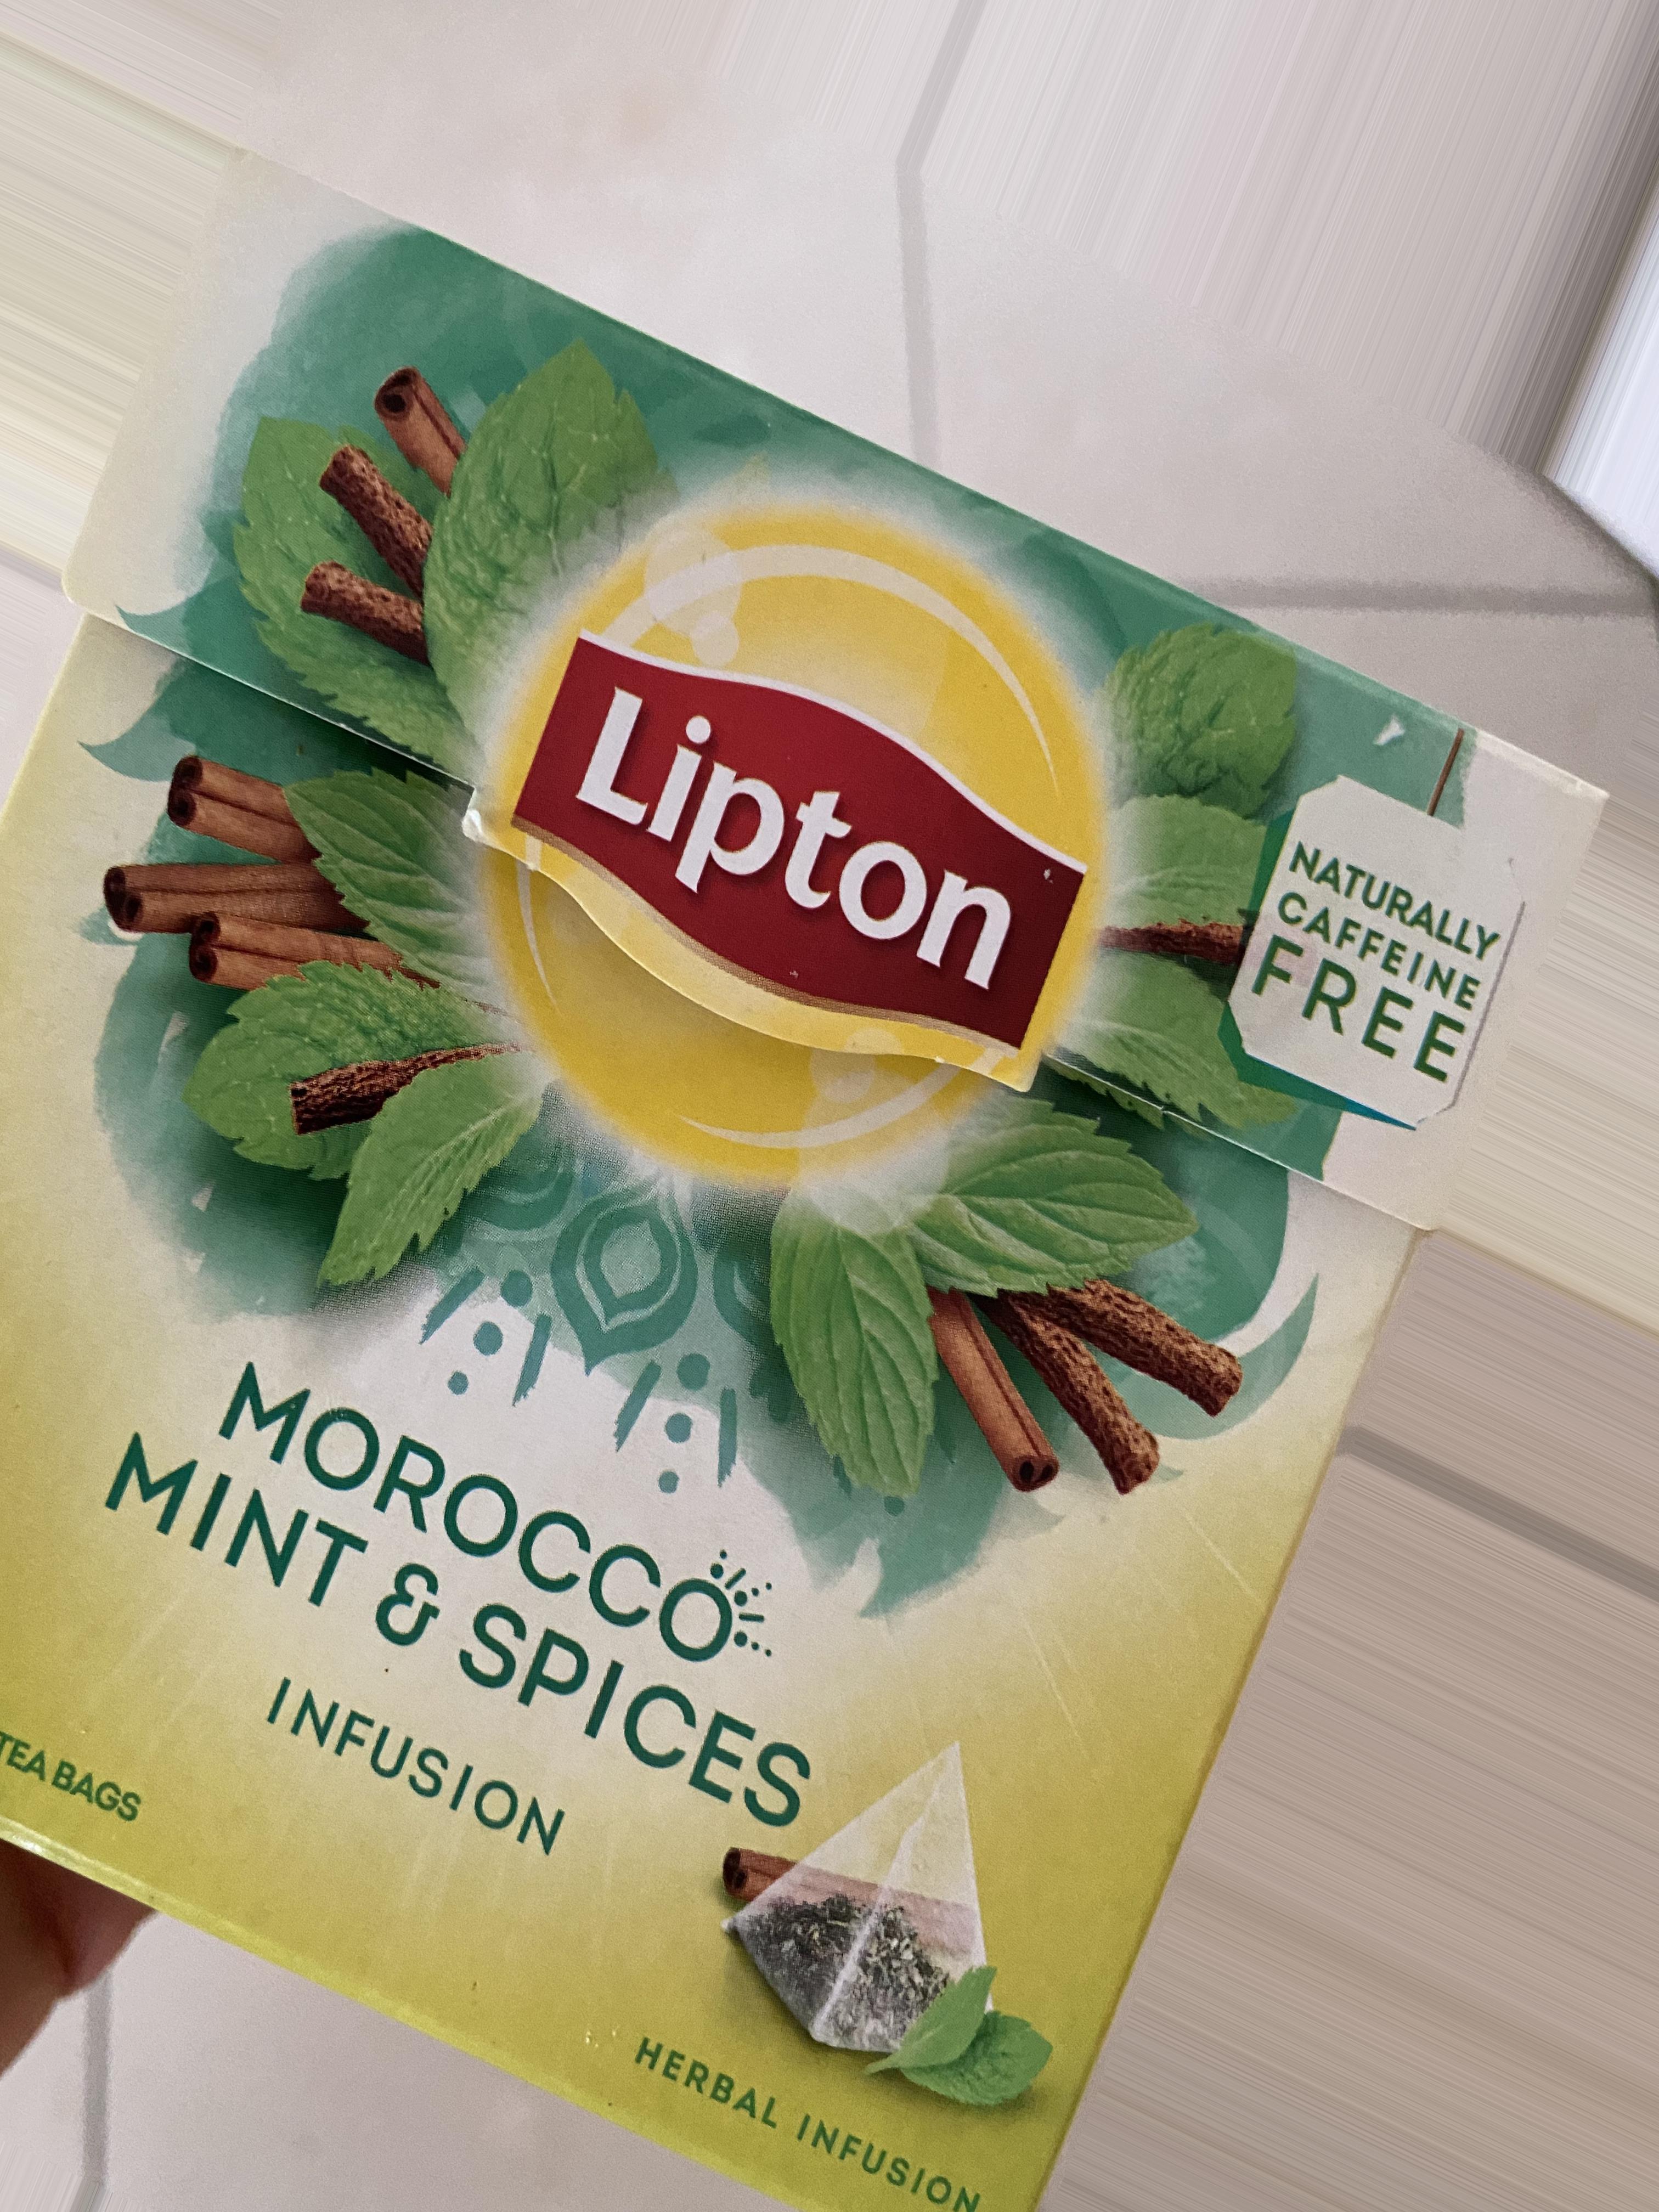 Lipton
NATURALLY
CAFFEINE
FREE
MOROCCO
MINT & SPICES
INFUSION
TEA BAGS
HERBAL INFUSION